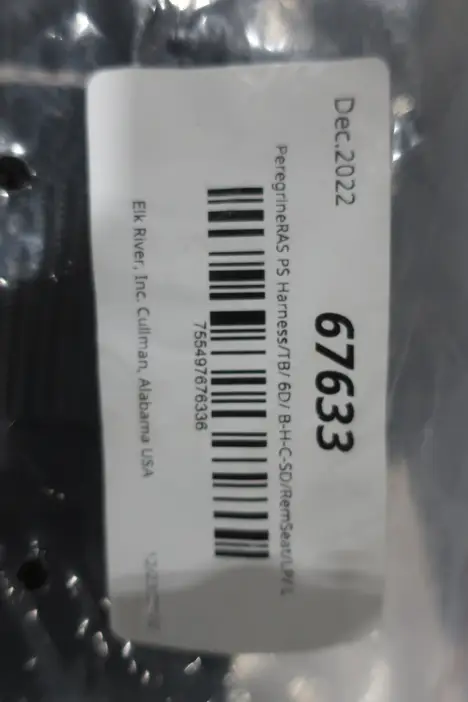 Dec.2022
67633
PeregrineRAS PS Harness/TB/ 6D/ B-H-C-SD/RemSeat/LP/L
755497676336
Elk River, Inc. Cullman, Alabama USA